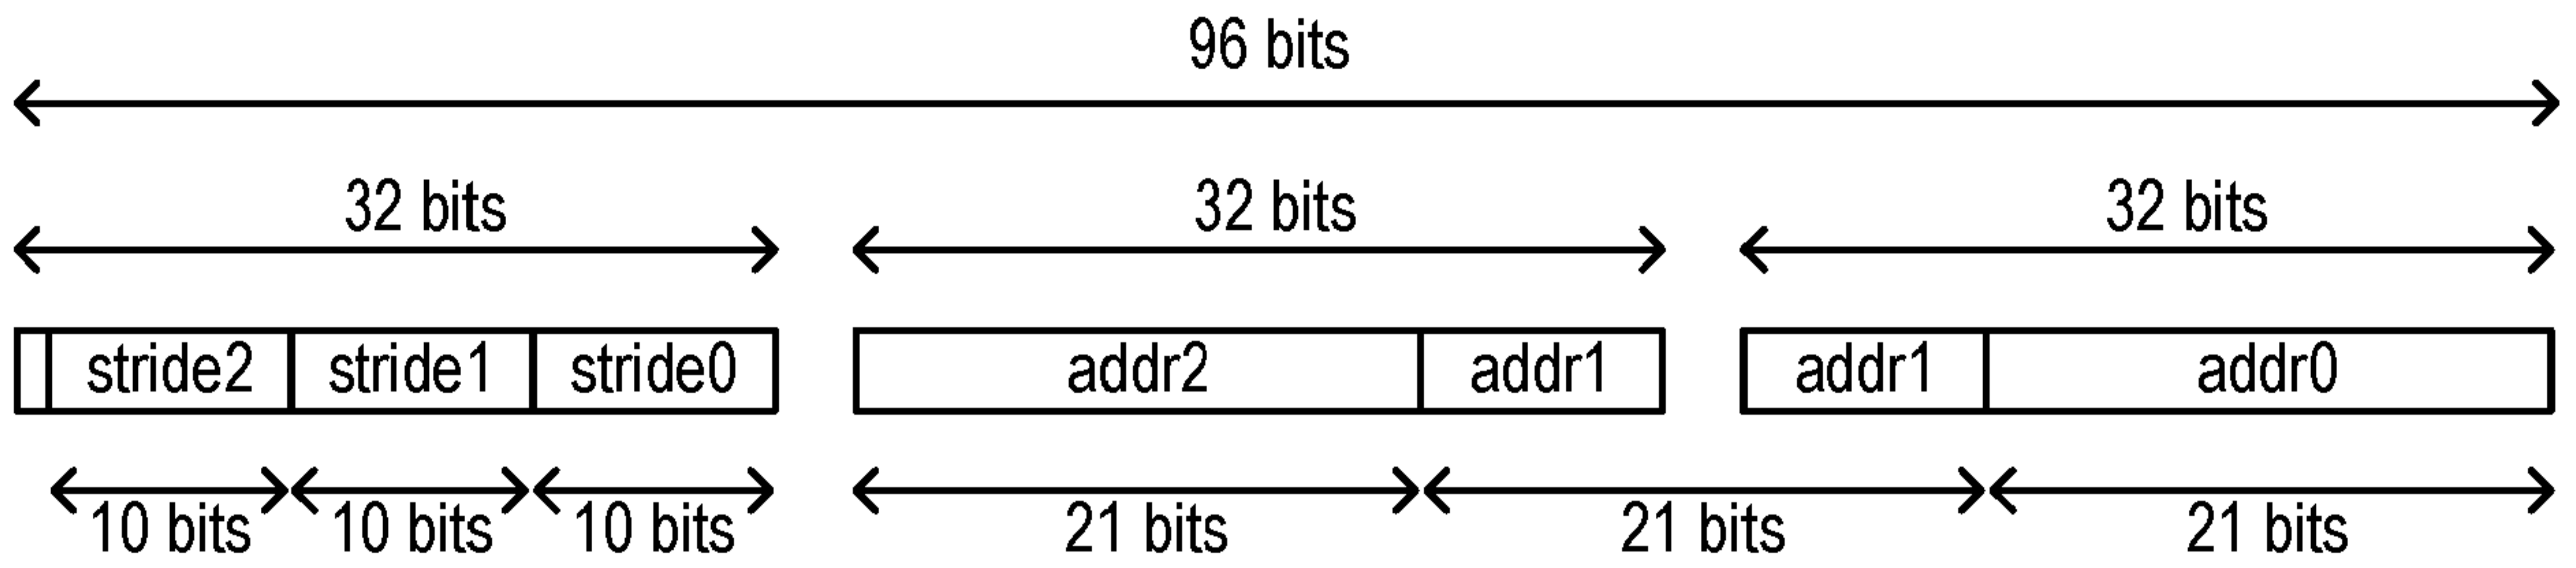 96 bits
32 bits 32 bits 32 bits
stride2 stride1 stride0 addr2 addr1 addr1 addr0
10 bits 10 bits 10 bits 21 bits 21 bits 21 bits